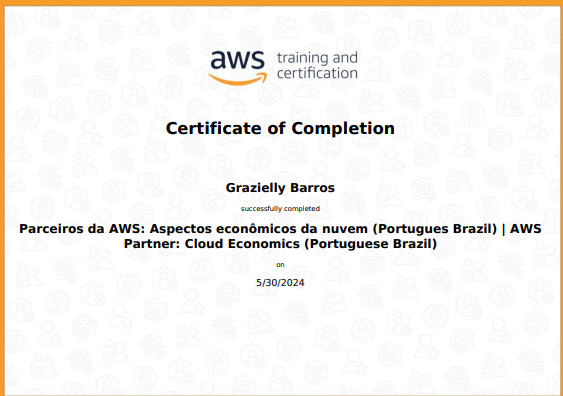 aws training and
certification
Certificate of Completion
Grazielly Barros
successfully completed
Parceiros da AWS: Aspectos econômicos da nuvem (Portugues Brazil) | AWS
Partner: Cloud Economics (Portuguese Brazil)
on
5/30/2024